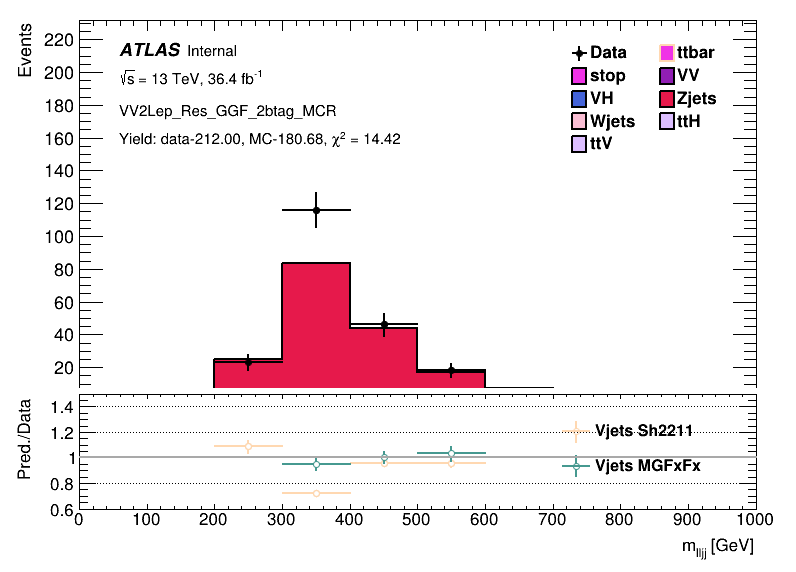 Events
220
200
180
160
140
120
100
80
60
40
20
ATLAS Internal
√s = 13 TeV, 36.4 fb⁻¹
VV2Lep_Res_GGF_2btag_MCR
Yield: data-212.00, MC-180.68, χ² = 14.42
Data
ttbar
stop
VV
VH
Zjets
Wjets
ttH
ttV
Pred./Data
1.4
1.2
1
0.8
0.6
Vjets Sh2211
Vjets MGFxFx
0 100 200 300 400 500 600 700 800 900 1000
m_lljj [GeV]